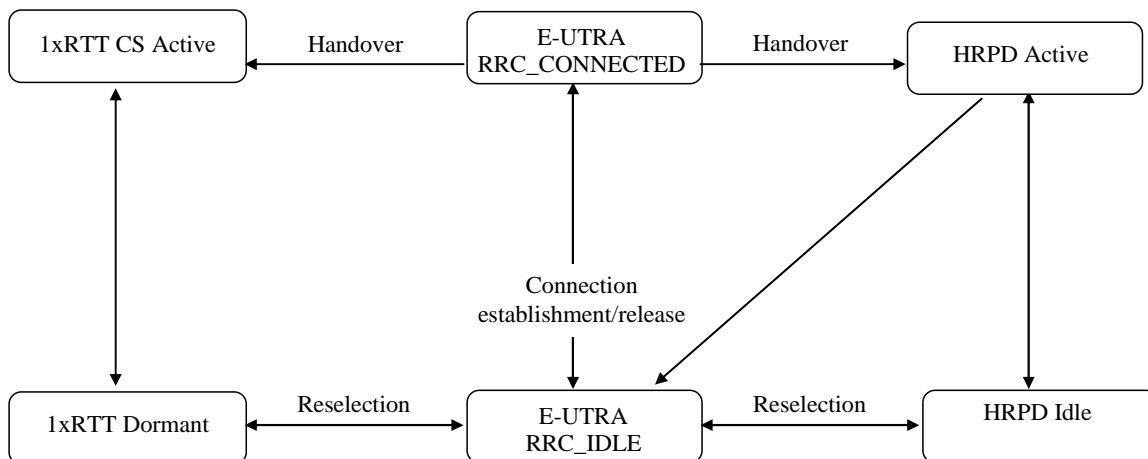 1xRTT CS Active
Handover
E-UTRA
RRC_CONNECTED
Handover
HRPD Active
Connection
establishment/release
1xRTT Dormant
Reselection
E-UTRA
RRC_IDLE
Reselection
HRPD Idle